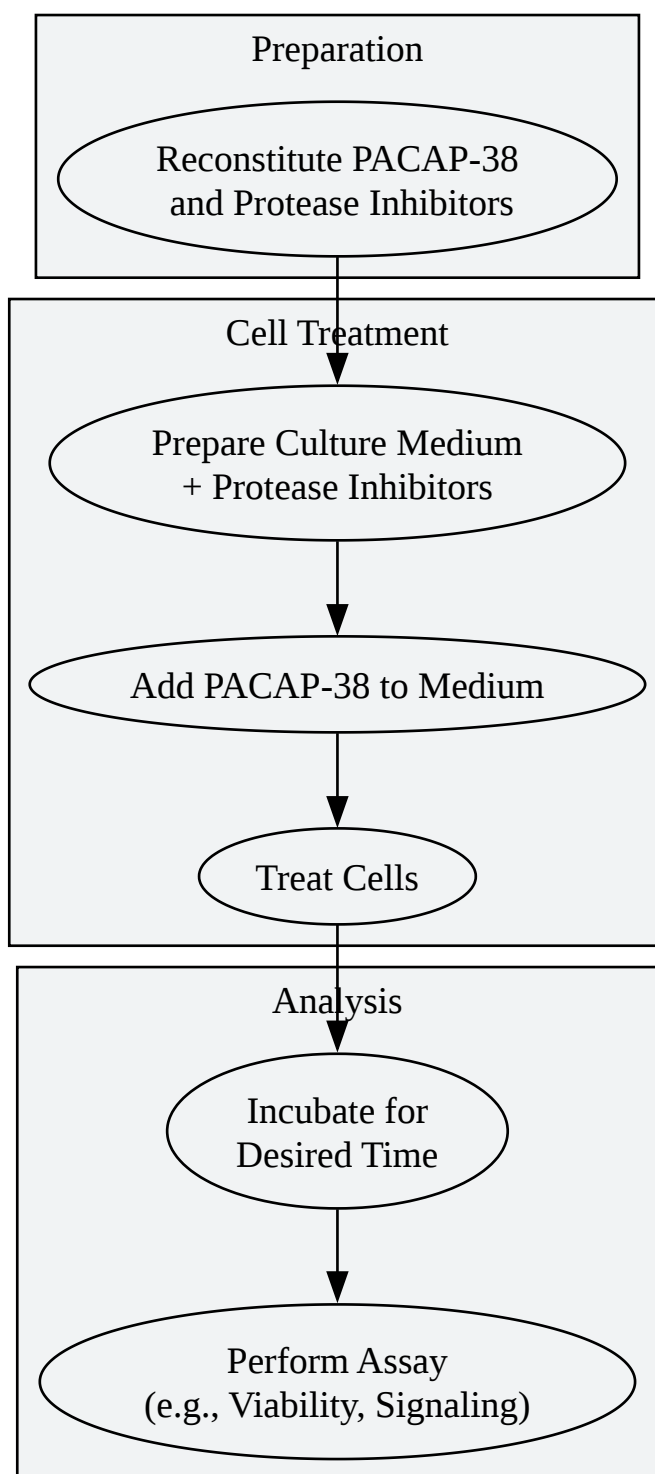 Preparation
Reconstitute PACAP-38
and Protease Inhibitors
Cell Treatment
Prepare Culture Medium
+ Protease Inhibitors
Add PACAP-38 to Medium
Treat Cells
Analysis
Incubate for
Desired Time
Perform Assay
(e.g., Viability, Signaling)